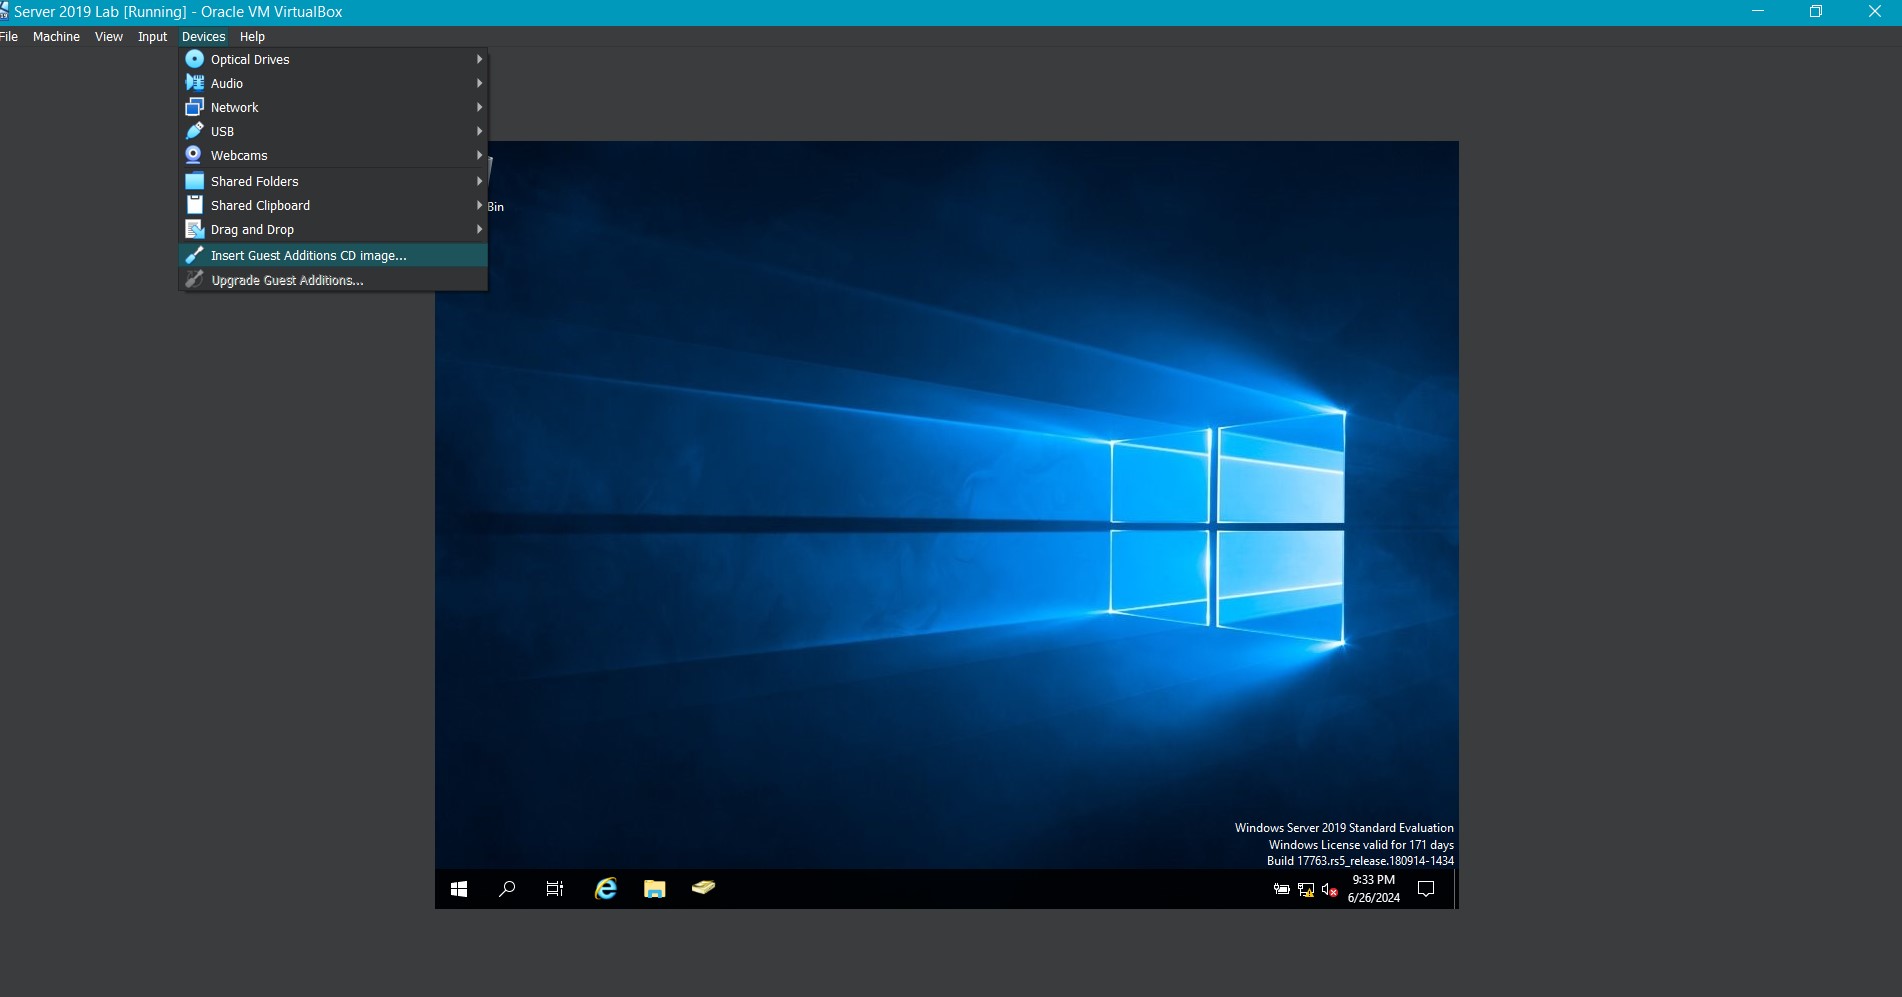 Server 2019 Lab [Running] - Oracle VM VirtualBox
File Machine View Input Devices Help
Optical Drives
Audio
Network
USB
Webcams
Shared Folders
Shared Clipboard
Drag and Drop
Insert Guest Additions CD image...
Upgrade Guest Additions...
Bin
Windows Server 2019 Standard Evaluation
Windows License valid for 171 days
Build 17763.rs5_release.180914-1434
9:33 PM
6/26/2024